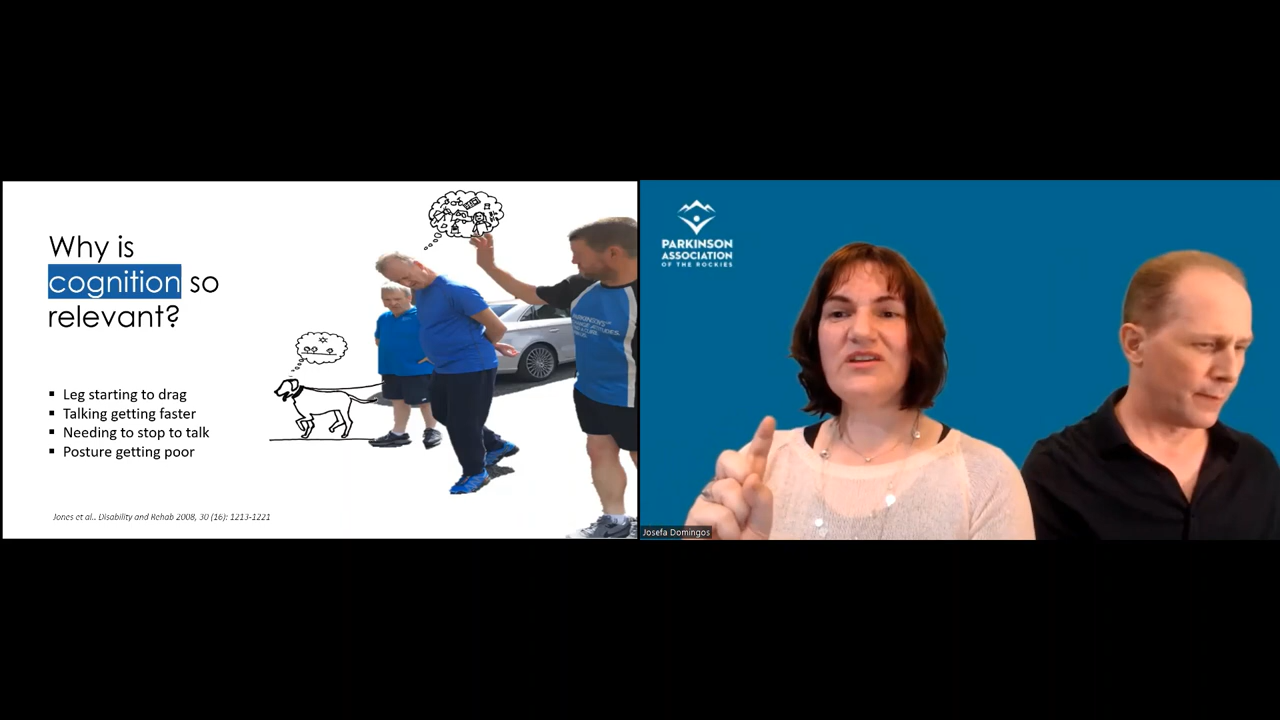 Why is
cognition so
relevant?
▪ Leg starting to drag
▪ Talking getting faster
▪ Needing to stop to talk
▪ Posture getting poor
Jones et al.. Disability and Rehab 2008, 30 (16): 1213-1221
PARKINSON
ASSOCIATION
OF THE ROCKIES
Josefa Domingos